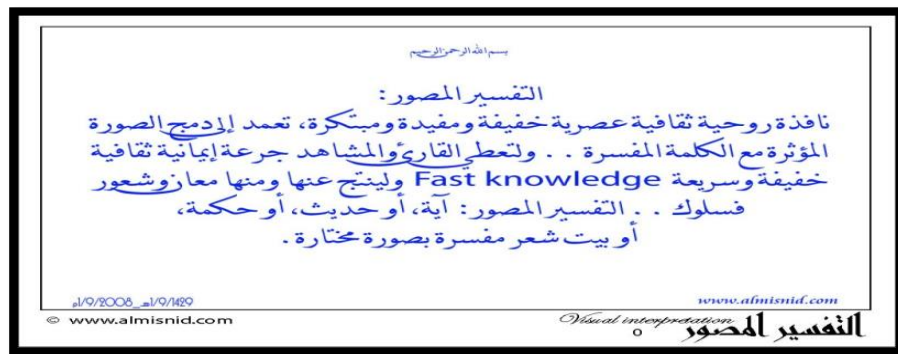 بسم الله الرحمن الرحيم
التفسير المصور:
نافذة روحية ثقافية عصرية خفيفة ومفيدة ومبتكرة، تعمد إلى دمج الصورة
المؤثرة مع الكلمة المفسرة . . ولتعطي القارئ والمشاهد جرعة إيمانية ثقافية
خفيفة وسريعة Fast knowledge ولينتج عنها ومنها معان وشعور
فسلوك . . التفسير المصور: آية، أو حديث، أو حكمة،
أو بيت شعر مفسرة بصورة مختارة.
1/9/2008م_1/9/1429هـ
www.almisnid.com
© www.almisnid.com
Visual interpretation
0
التفسير المصور